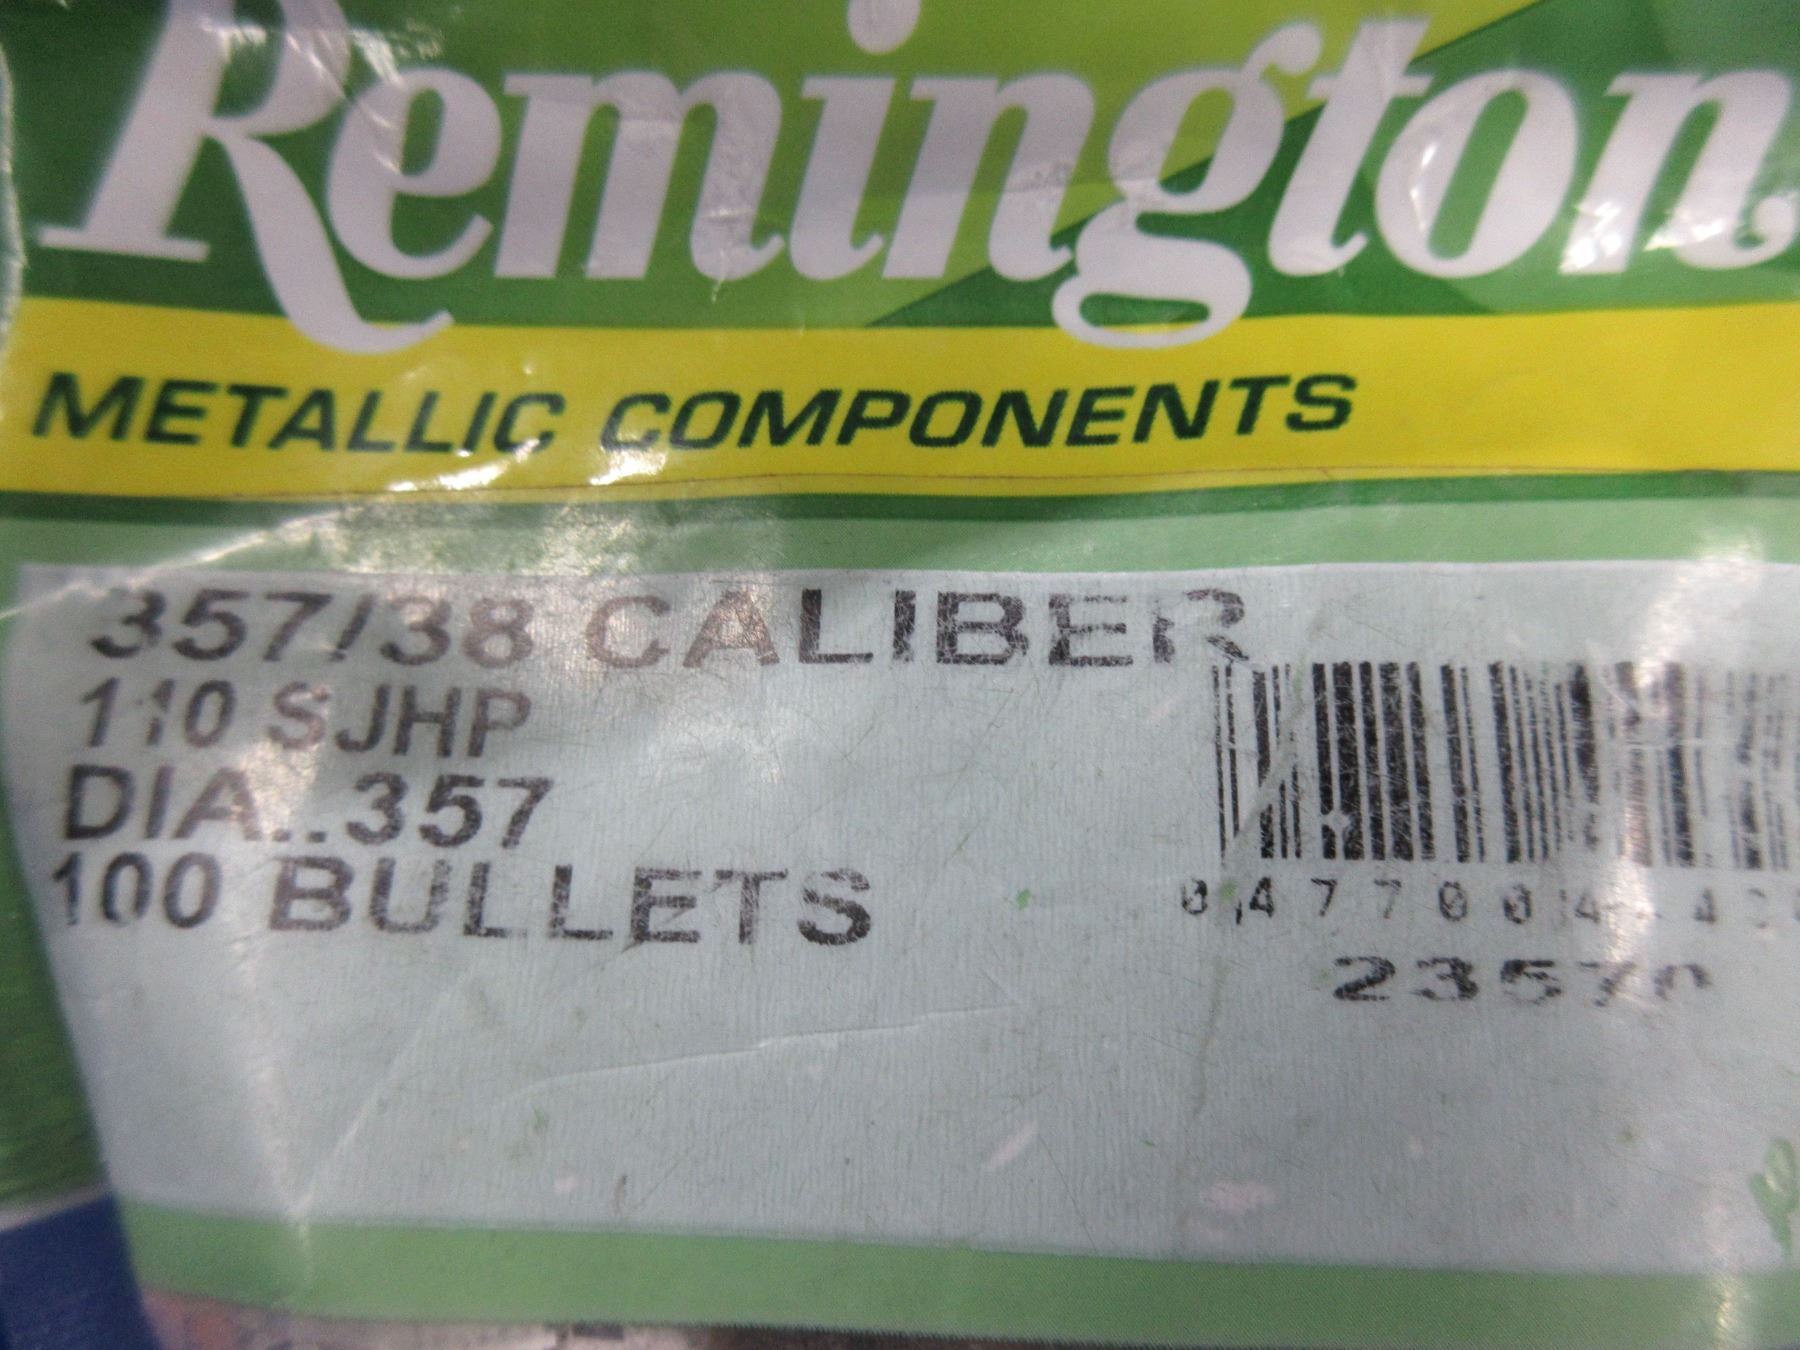 Remington
METALLIC COMPONENTS
357/38 CALIBER
110 SJHP
DIA..357
100 BULLETS